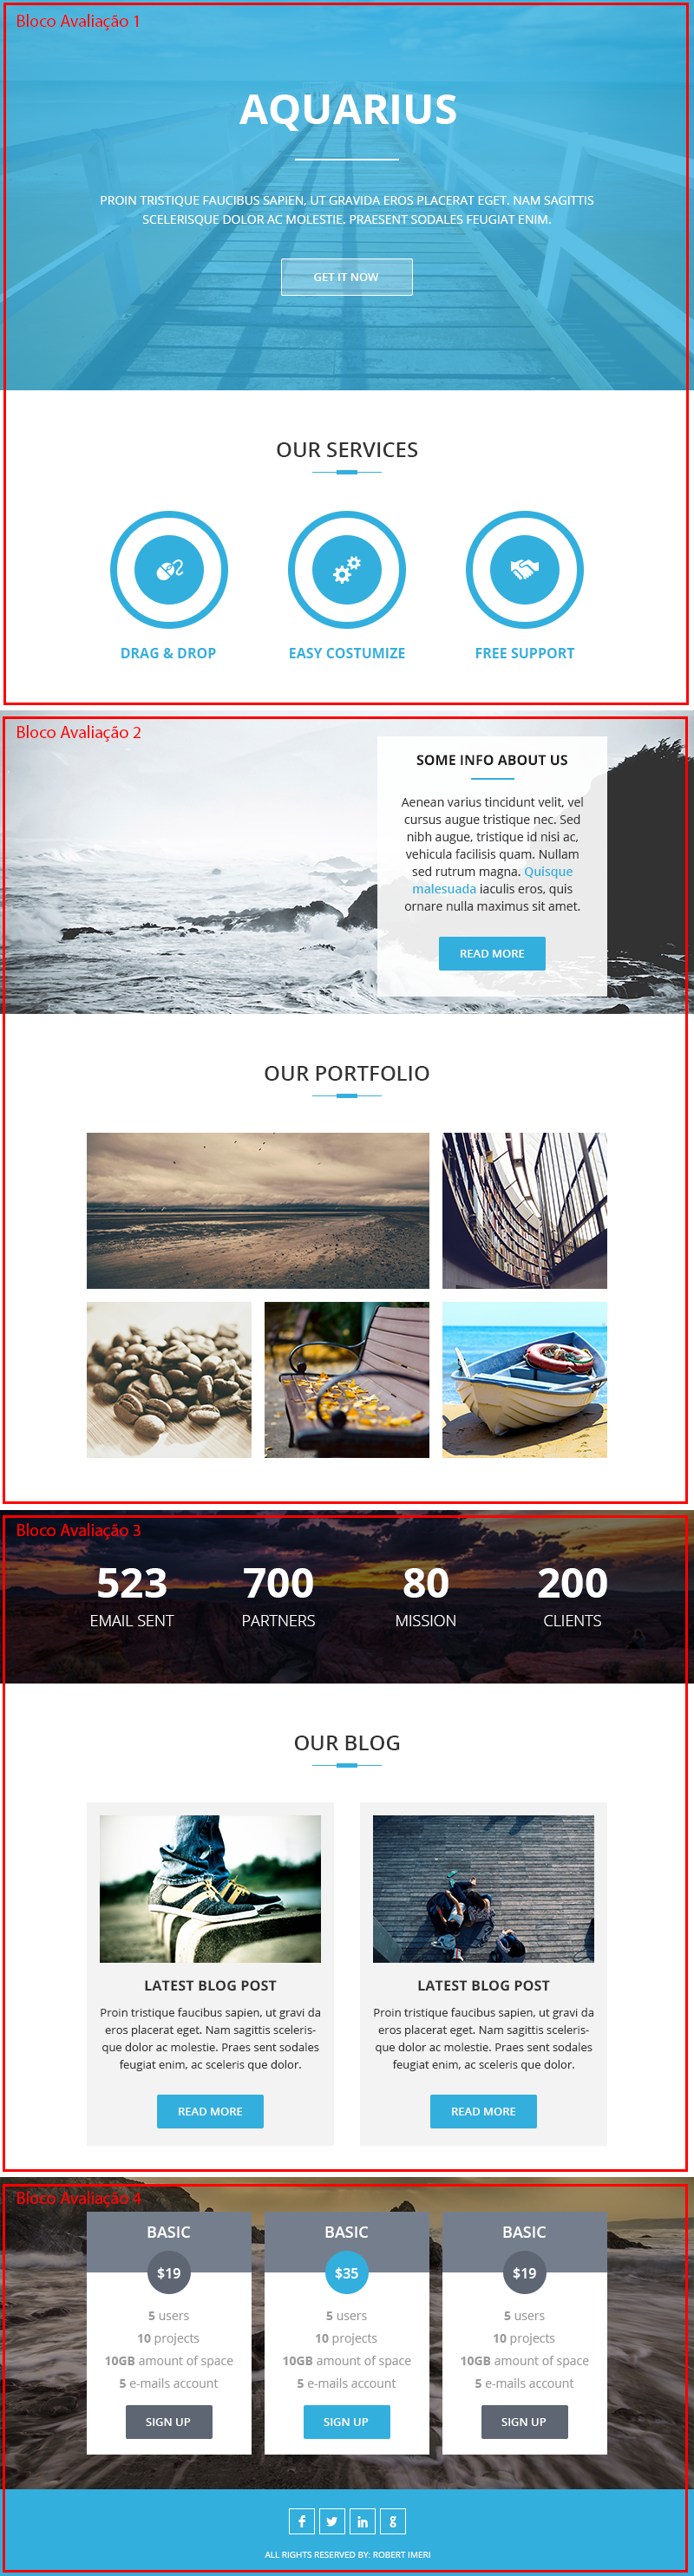 Bloco Avaliação 1
AQUARIUS
PROIN TRISTIQUE FAUCIBUS SAPIEN, UT GRAVIDA EROS PLACERAT EGET. NAM SAGITTIS
SCELERISQUE DOLOR AC MOLESTIE. PRAESENT SODALES FEUGIAT ENIM.
GET IT NOW
OUR SERVICES
DRAG & DROP
EASY COSTUMIZE
FREE SUPPORT
Bloco Avaliação 2
SOME INFO ABOUT US
Aenean varius tincidunt velit, vel
cursus augue tristique nec. Sed
nibh augue, tristique id nisi ac,
vehicula facilisis quam. Nullam
sed rutrum magna. Quisque
malesuada iaculis eros, quis
ornare nulla maximus sit amet.
READ MORE
OUR PORTFOLIO
Bloco Avaliação 3
523 700 80 200
EMAIL SENT PARTNERS MISSION CLIENTS
OUR BLOG
LATEST BLOG POST
Proin tristique faucibus sapien, ut gravi da
eros placerat eget. Nam sagittis sceleris-
que dolor ac molestie. Praes sent sodales
feugiat enim, ac sceleris que dolor.
READ MORE
LATEST BLOG POST
Proin tristique faucibus sapien, ut gravi da
eros placerat eget. Nam sagittis sceleris-
que dolor ac molestie. Praes sent sodales
feugiat enim, ac sceleris que dolor.
READ MORE
Bloco Avaliação 4
BASIC
$19
5 users
10 projects
10GB amount of space
5 e-mails account
SIGN UP
BASIC
$35
5 users
10 projects
10GB amount of space
5 e-mails account
SIGN UP
BASIC
$19
5 users
10 projects
10GB amount of space
5 e-mails account
SIGN UP
ALL RIGHTS RESERVED BY: ROBERT IMERI